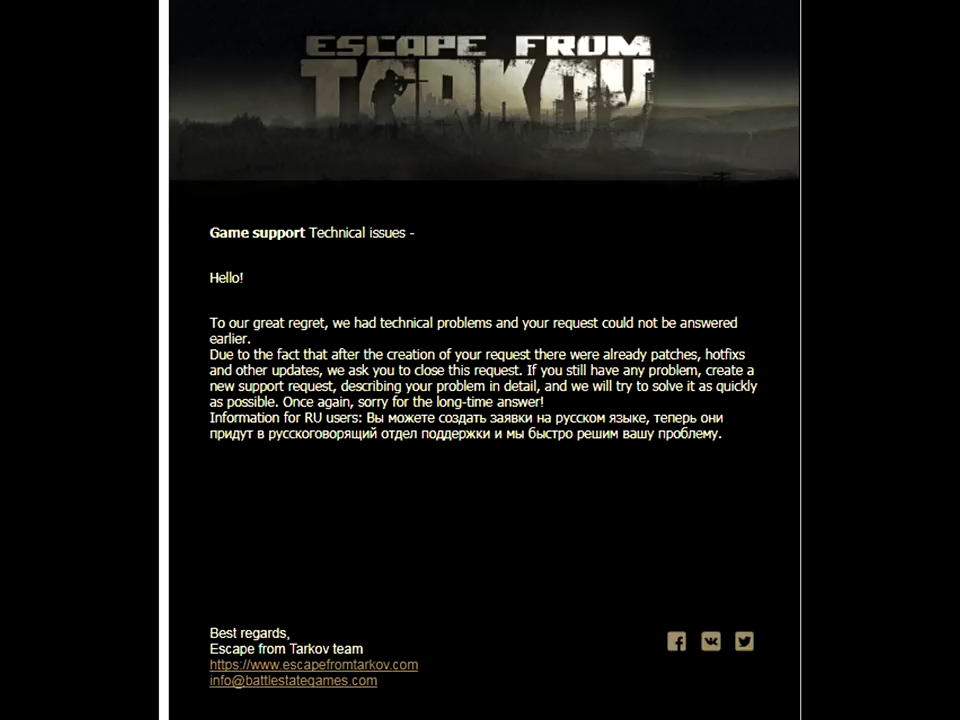 ESCAPE FROM
TARKOV
Game support Technical issues -
Hello!
To our great regret, we had technical problems and your request could not be answered
earlier.
Due to the fact that after the creation of your request there were already patches, hotfixs
and other updates, we ask you to close this request. If you still have any problem, create a
new support request, describing your problem in detail, and we will try to solve it as quickly
as possible. Once again, sorry for the long-time answer!
Information for RU users: Вы можете создать заявки на русском языке, теперь они
придут в русскоговорящий отдел поддержки и мы быстро решим вашу проблему.
Best regards,
Escape from Tarkov team
https://www.escapefromtarkov.com
info@battlestategames.com